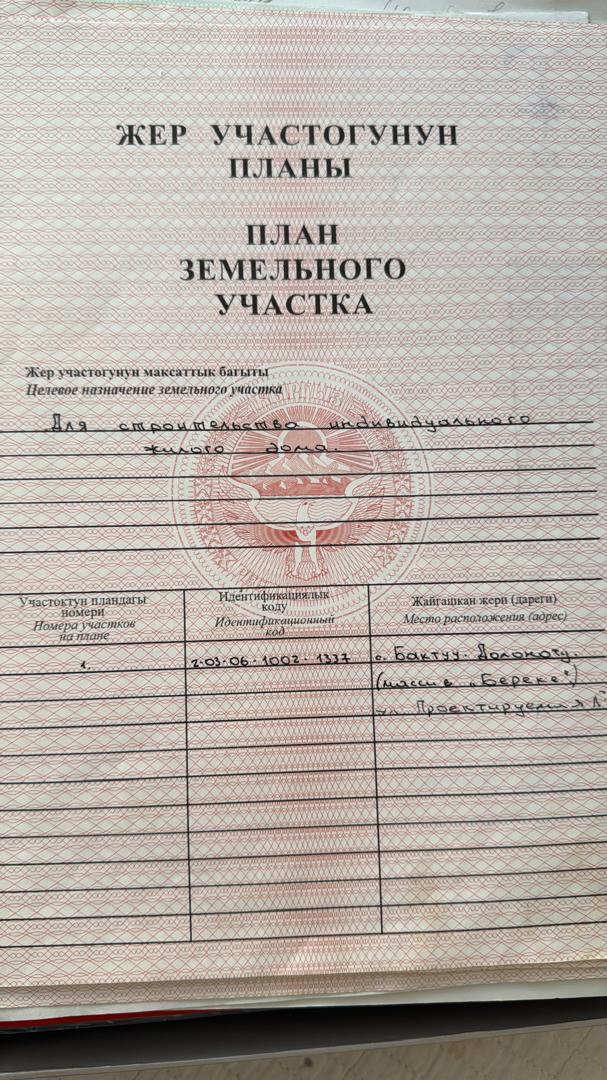 ЖЕР УЧАСТОГУНУН
ПЛАНЫ
ПЛАН
ЗЕМЕЛЬНОГО
УЧАСТКА
Жер участогунун максаттык багыты
Целевое назначение земельного участка
Для строительства индивидуального
жилого дома.
Участоктун пландагы
номери
Номера участков
на плане
Идентификациялык
коду
Идентификационный
код
Жайгашкан жери (дареги)
Место расположения (адрес)
1.
2-03-06-1002-1337
с. Бактуу-Долоноту.
(массив "Береке")
ул. Проектируемая